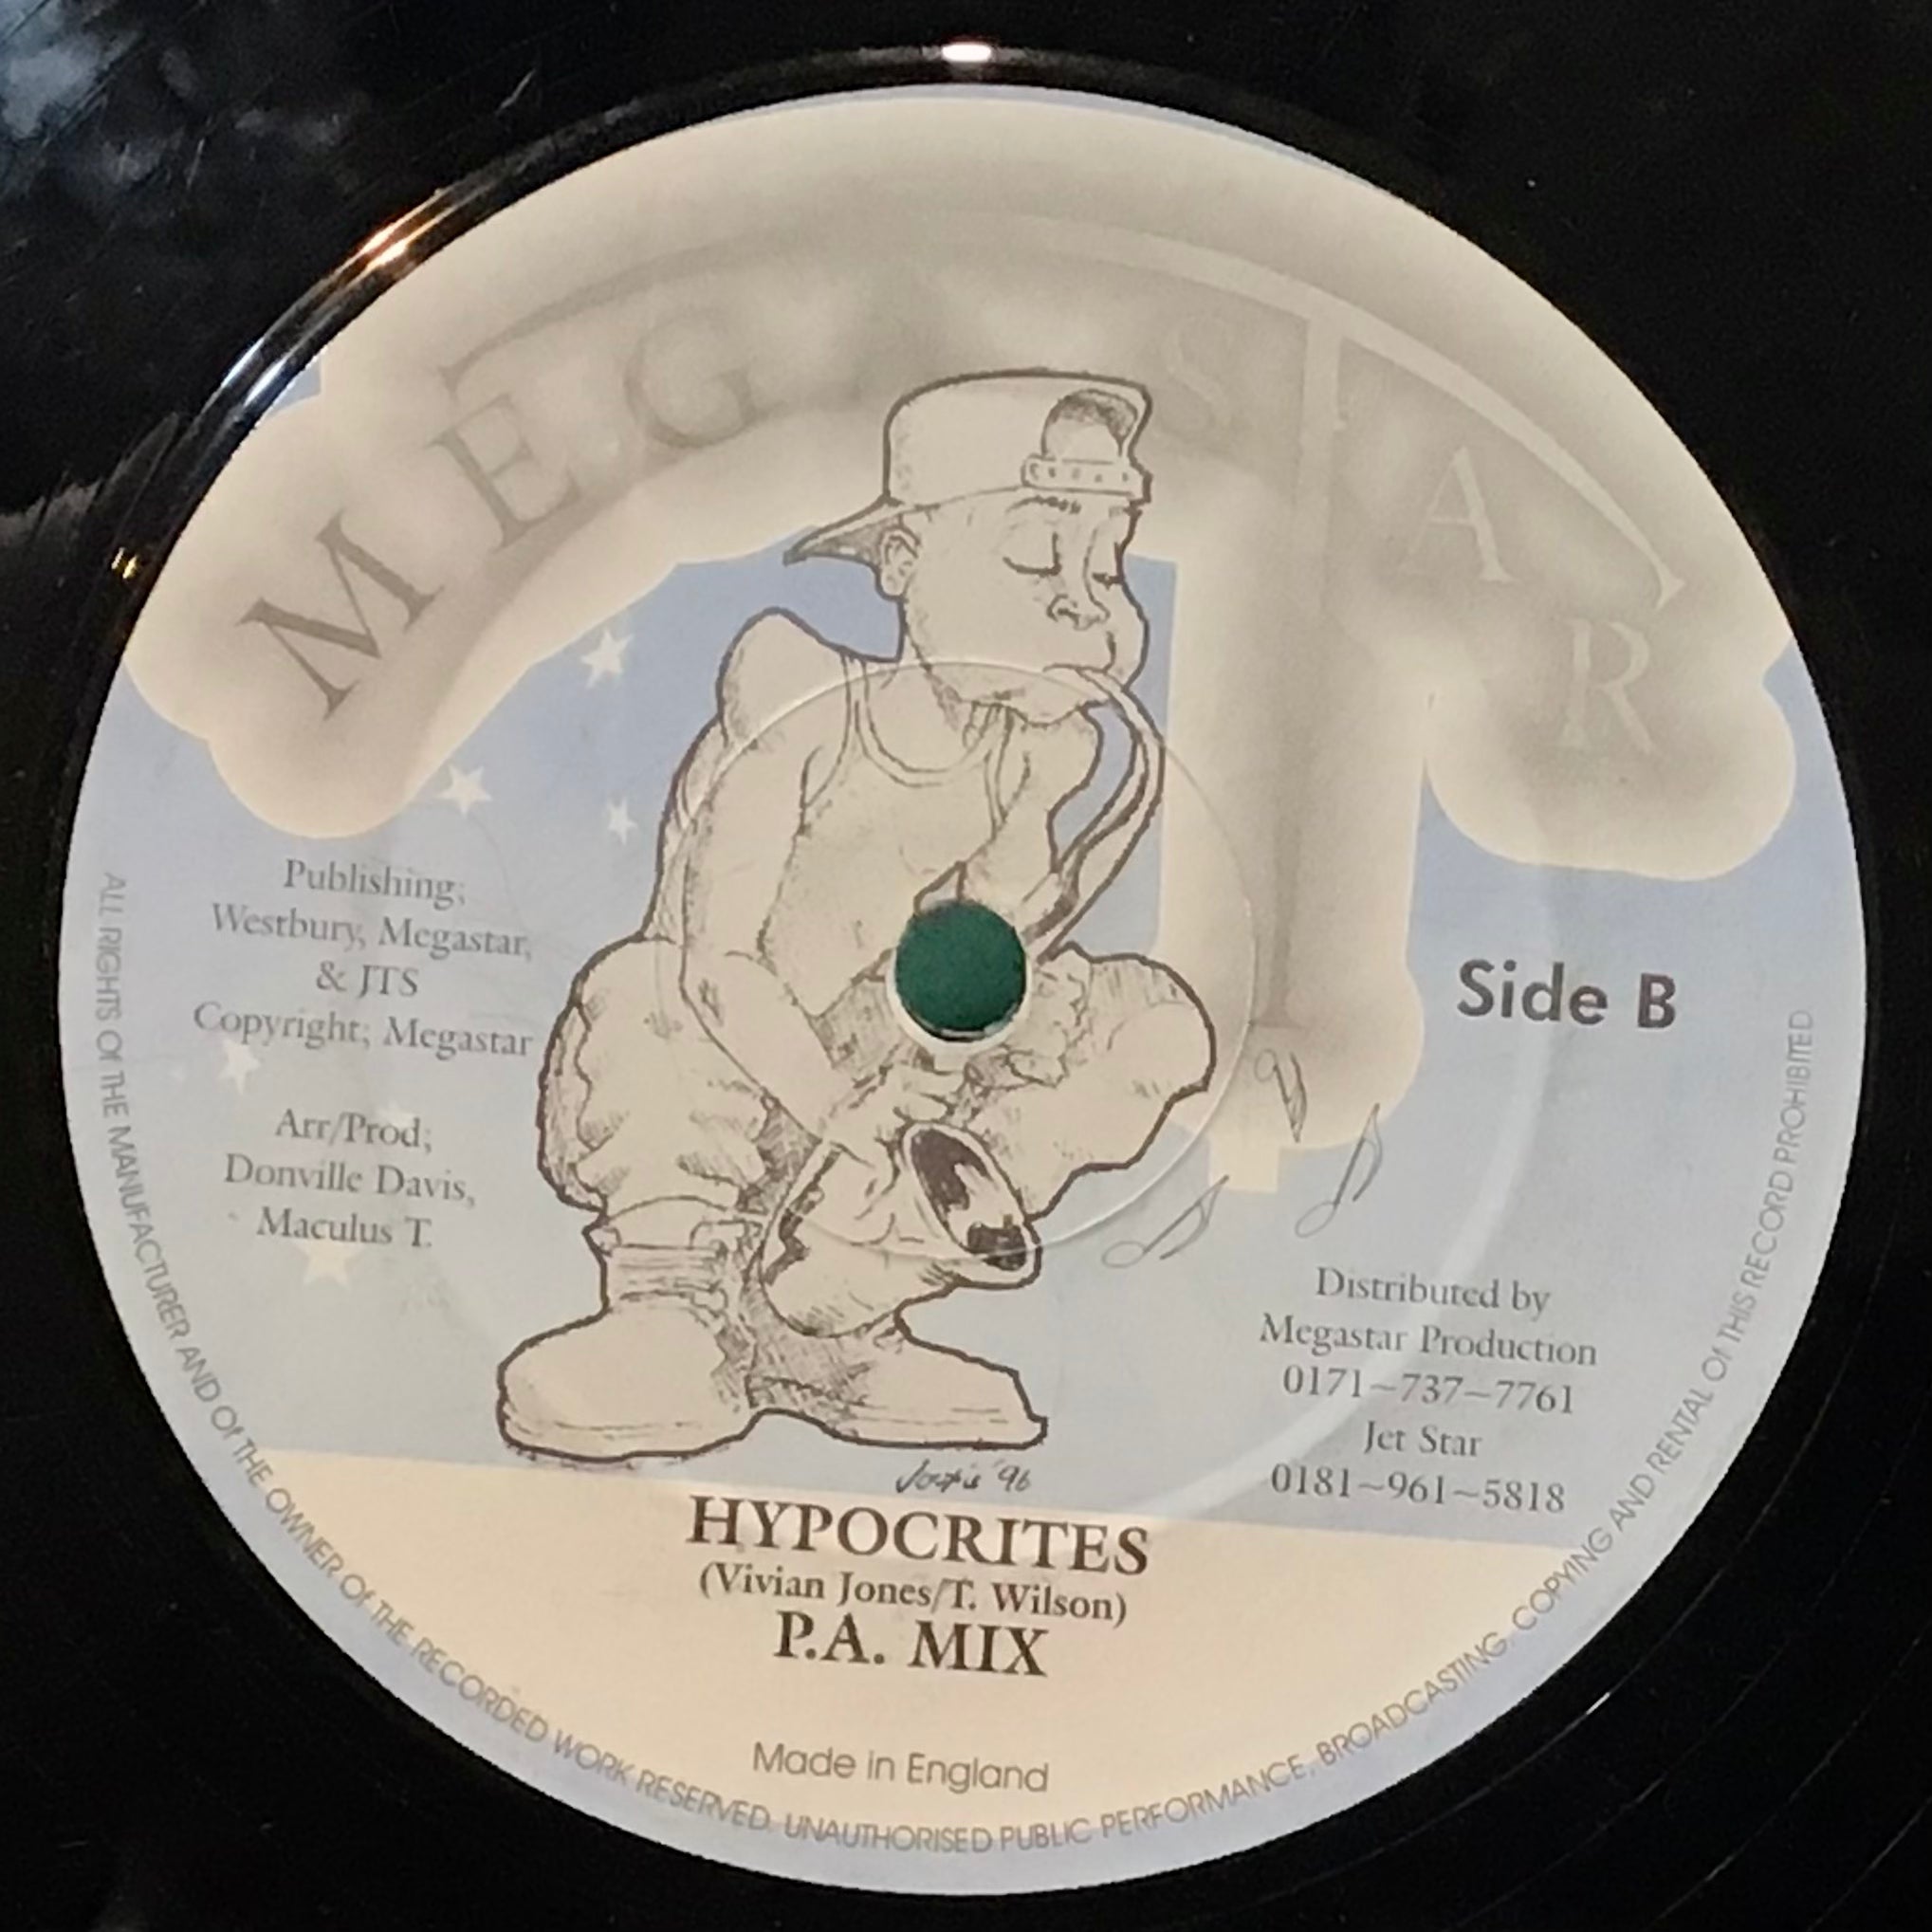 MEGASTAR
Publishing;
Westbury, Megastar,
& JTS
Copyright; Megastar
Arr/Prod;
Donville Davis,
Maculus T.
Side B
Distributed by
Megastar Production
0171~737~7761
Jet Star
0181~961~5818
'96
HYPOCRITES
(Vivian Jones/T. Wilson)
P.A. MIX
Made in England
ALL RIGHTS Of THE MANUFACTURER AND Of THE OWNER Of THE RECORDED WORK RESERVED. UNAUTHORISED PUBLIC PERFORMANCE, BROADCASTING, COPYING AND RENTAL Of THIS RECORD PROHIBITED